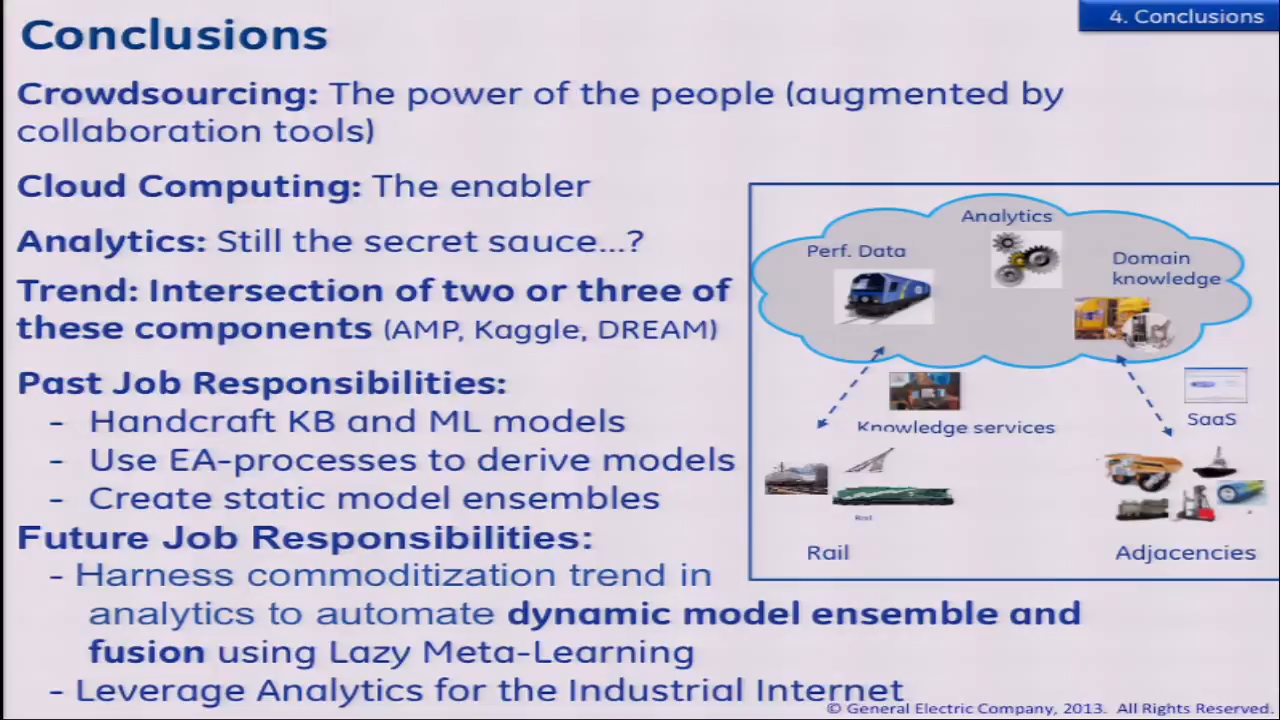 4. Conclusions
Conclusions
Crowdsourcing: The power of the people (augmented by
collaboration tools)
Cloud Computing: The enabler
Analytics: Still the secret sauce...?
Trend: Intersection of two or three of
these components (AMP, Kaggle, DREAM)
Past Job Responsibilities:
- Handcraft KB and ML models
- Use EA-processes to derive models
- Create static model ensembles
Future Job Responsibilities:
- Harness commoditization trend in
analytics to automate dynamic model ensemble and
fusion using Lazy Meta-Learning
- Leverage Analytics for the Industrial Internet
Analytics
Perf. Data
Domain
knowledge
Knowledge services
SaaS
Rail
Rail
Adjacencies
© General Electric Company, 2013. All Rights Reserved.